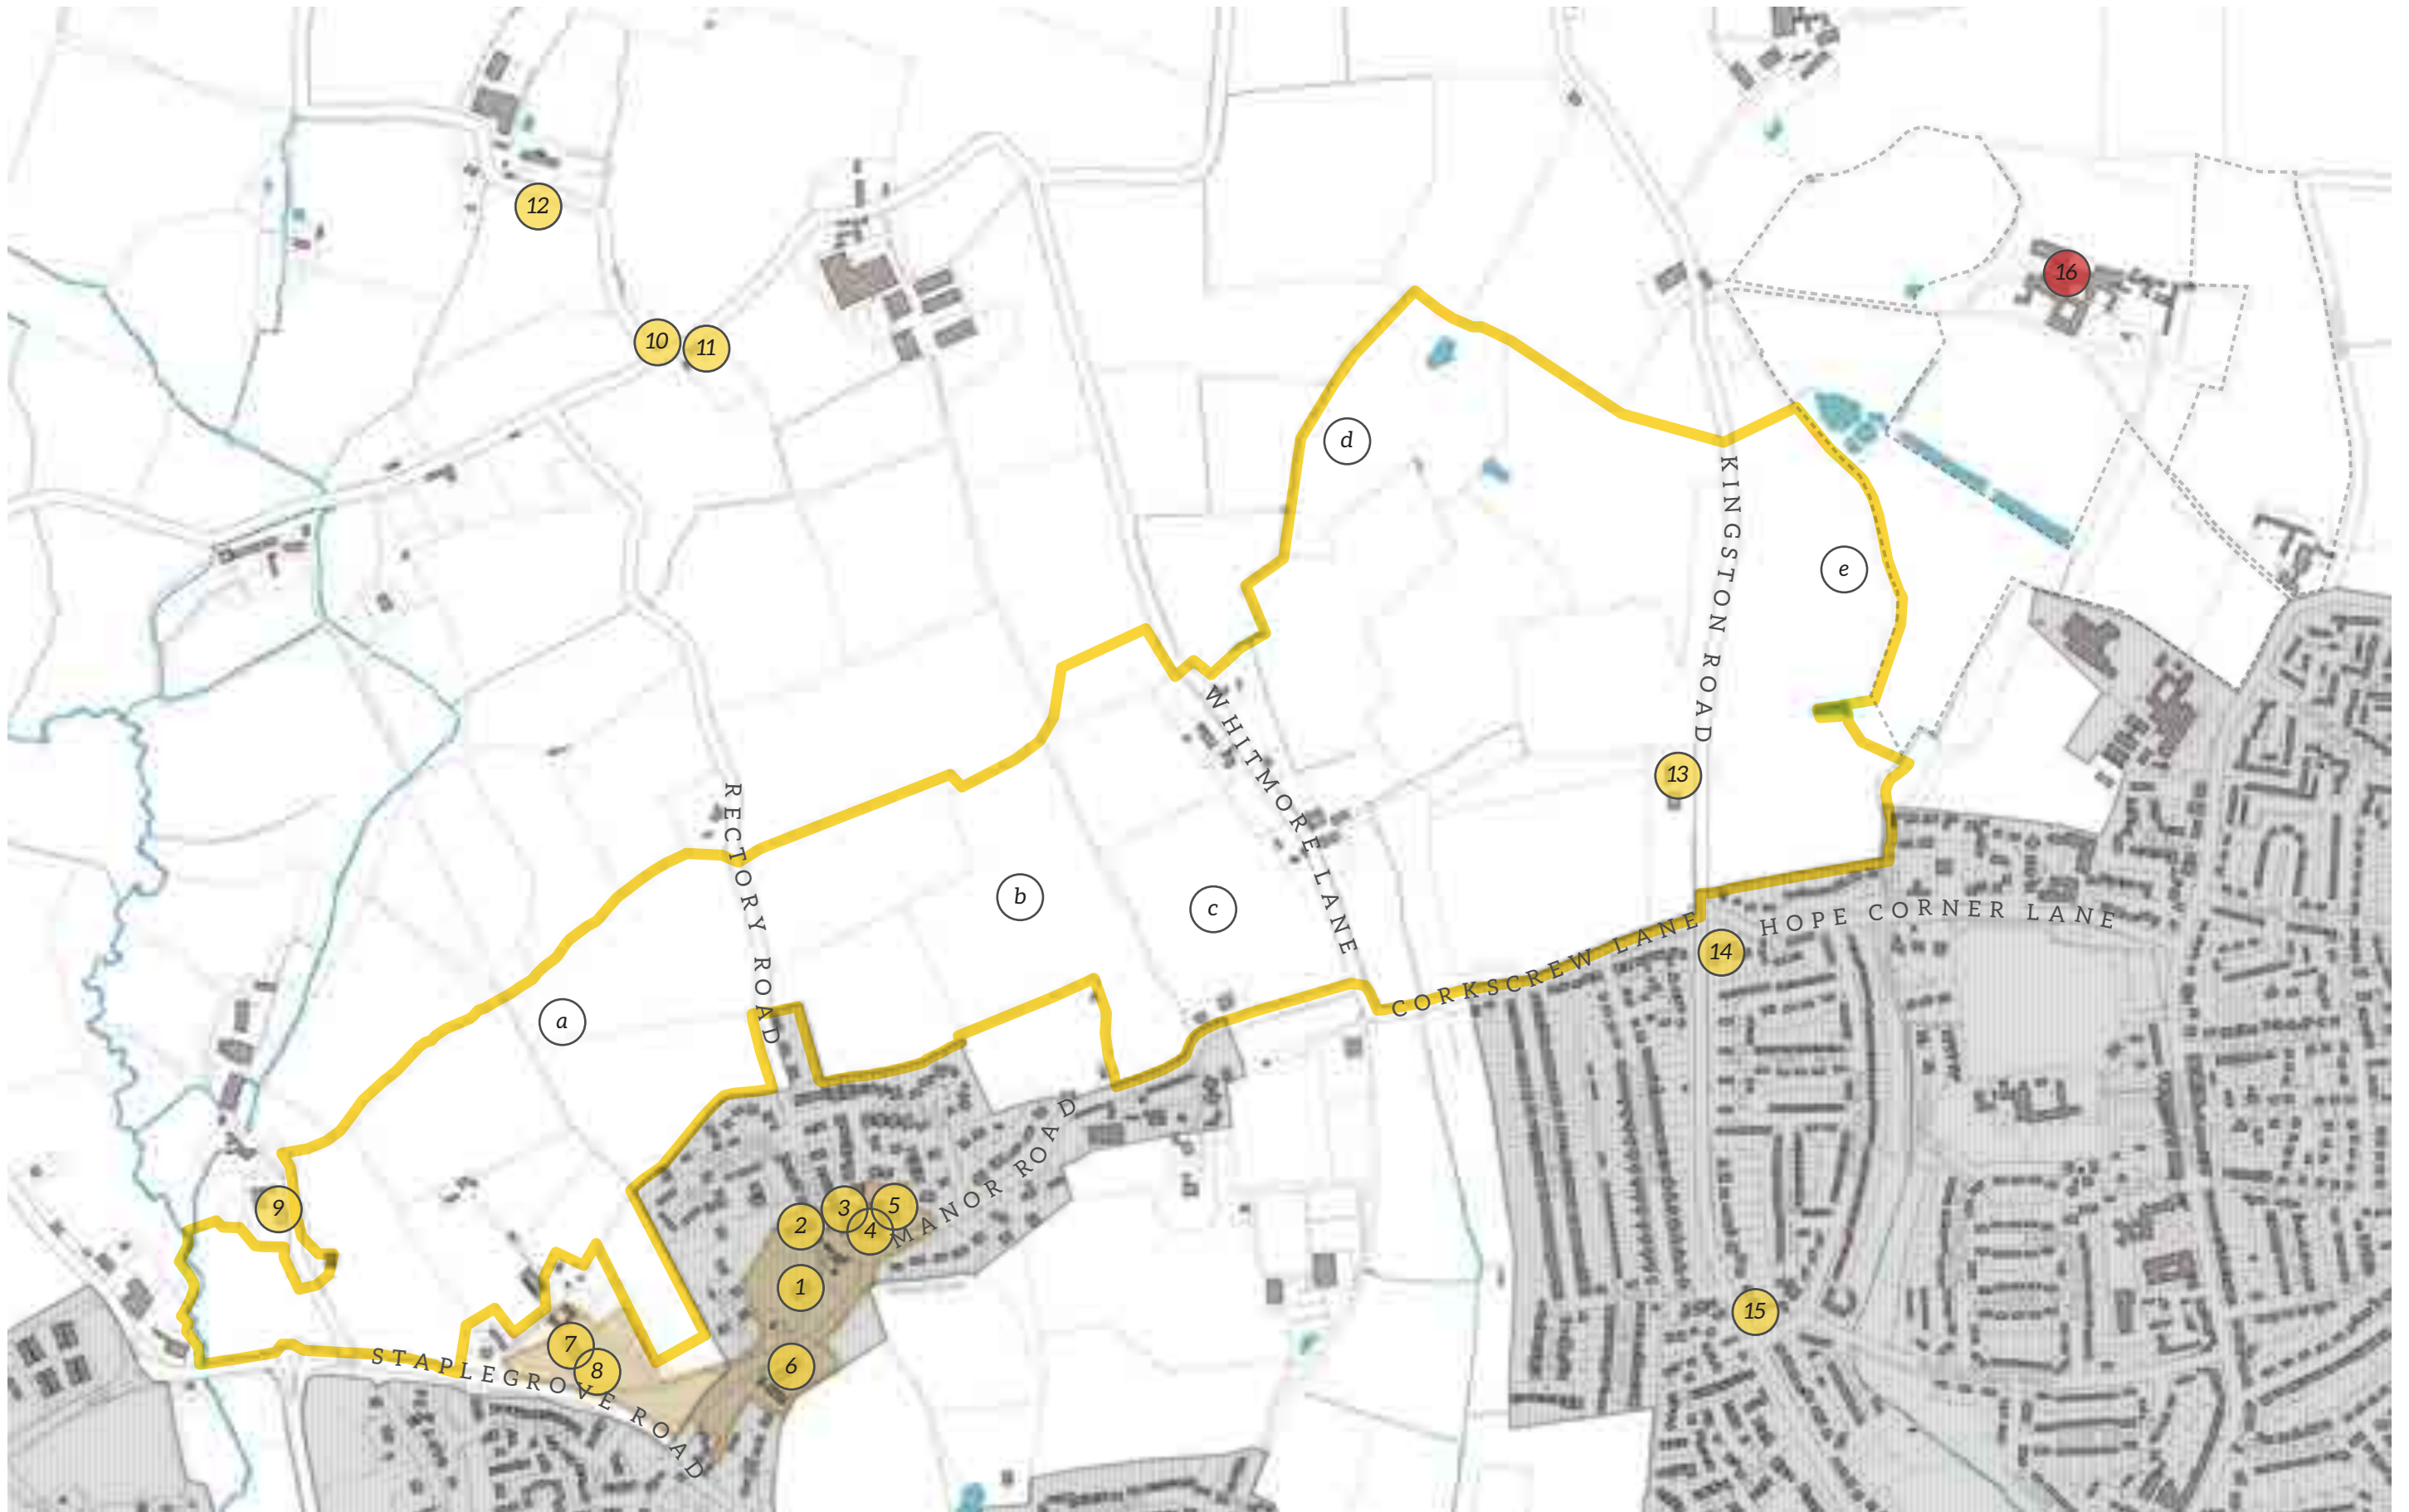 12
16
10
11
d
KINGSTON ROAD
e
WHITMORE LANE
13
RECTORY ROAD
b
c
HOPE CORNER LANE
CORKSCREW LANE
14
a
MANOR ROAD
9
2
3
5
4
1
15
7
8
6
STAPLEGROVE ROAD